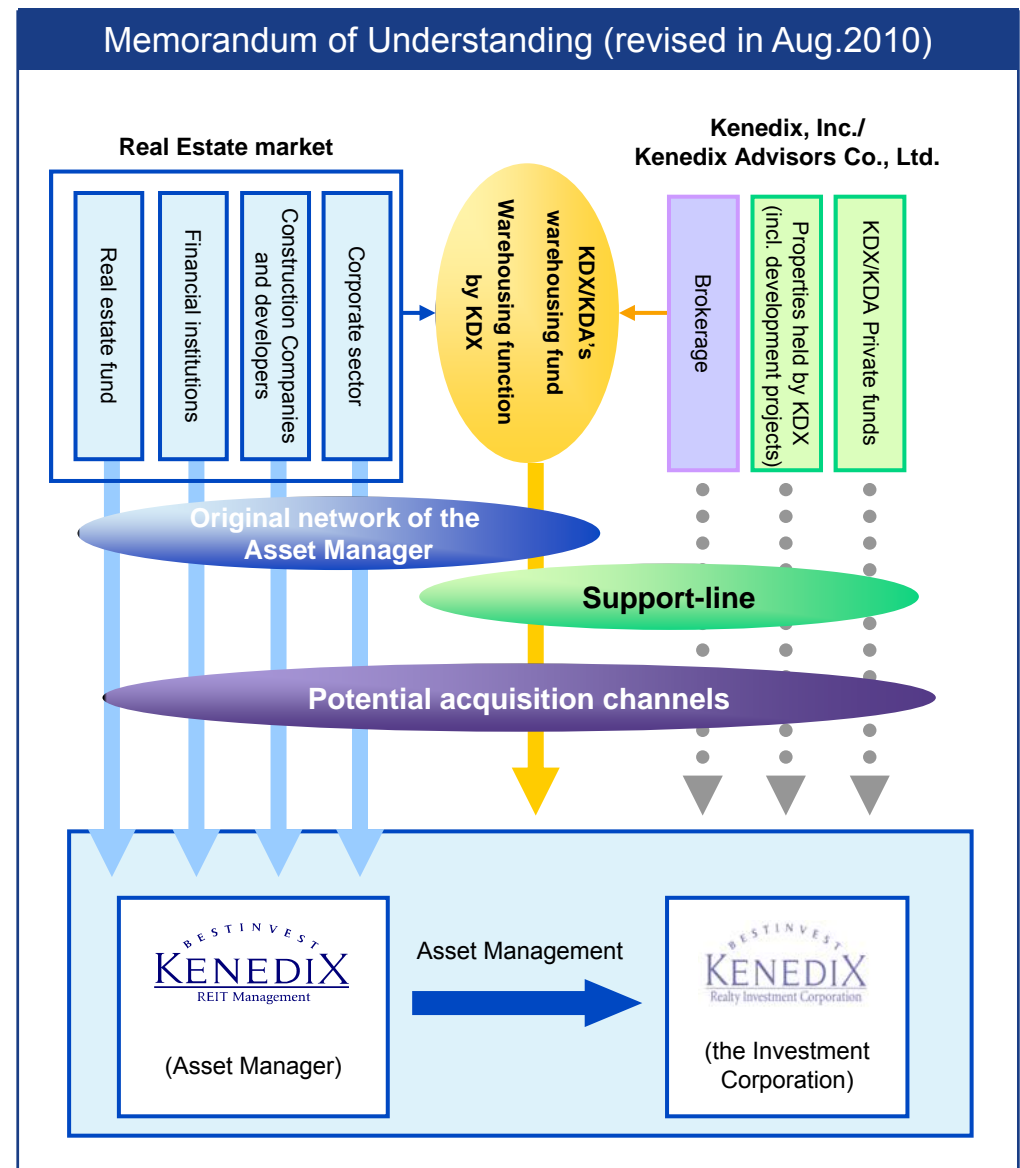 Memorandum of Understanding (revised in Aug.2010)
Real Estate market
Kenedix, Inc./
Kenedix Advisors Co., Ltd.
Real estate fund
Financial institutions
Construction Companies
and developers
Corporate sector
KDX/KDA's
warehousing fund
Warehousing function
by KDX
Brokerage
Properties held by KDX
(incl. development projects)
KDX/KDA Private funds
Original network of the
Asset Manager
Support-line
Potential acquisition channels
BESTINVEST
KENEDIX
REIT Management
(Asset Manager)
Asset Management
BESTINVEST
KENEDIX
Realty Investment Corporation
(the Investment
Corporation)